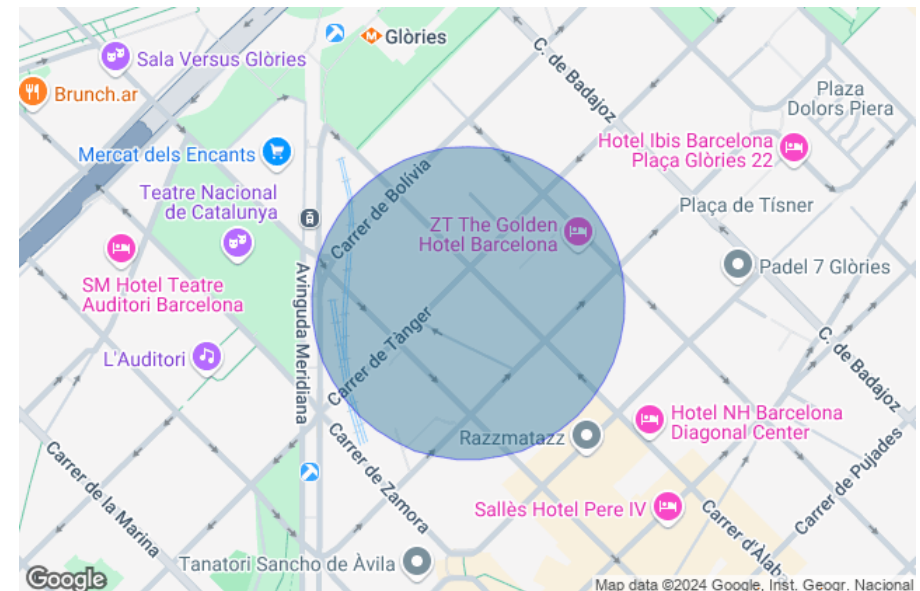 Glòries
Sala Versus Glòries
C. de Badajoz
Brunch.ar
Plaza
Dolors Piera
Mercat dels Encants
Hotel Ibis Barcelona
Plaça Glòries 22
Teatre Nacional
de Catalunya
Carrer de Bolívia
ZT The Golden
Hotel Barcelona
Plaça de Tísner
SM Hotel Teatre
Auditori Barcelona
Padel 7 Glòries
Avinguda Meridiana
L'Auditori
Carrer de Tànger
C. de Badajoz
Hotel NH Barcelona
Diagonal Center
Razzmatazz
Carrer de la Marina
Carrer de Zamora
Carrer de Pujades
Sallès Hotel Pere IV
Carrer d'Àlaba
Tanatori Sancho de Àvila
Google
Map data ©2024 Google, Inst. Geogr. Nacional